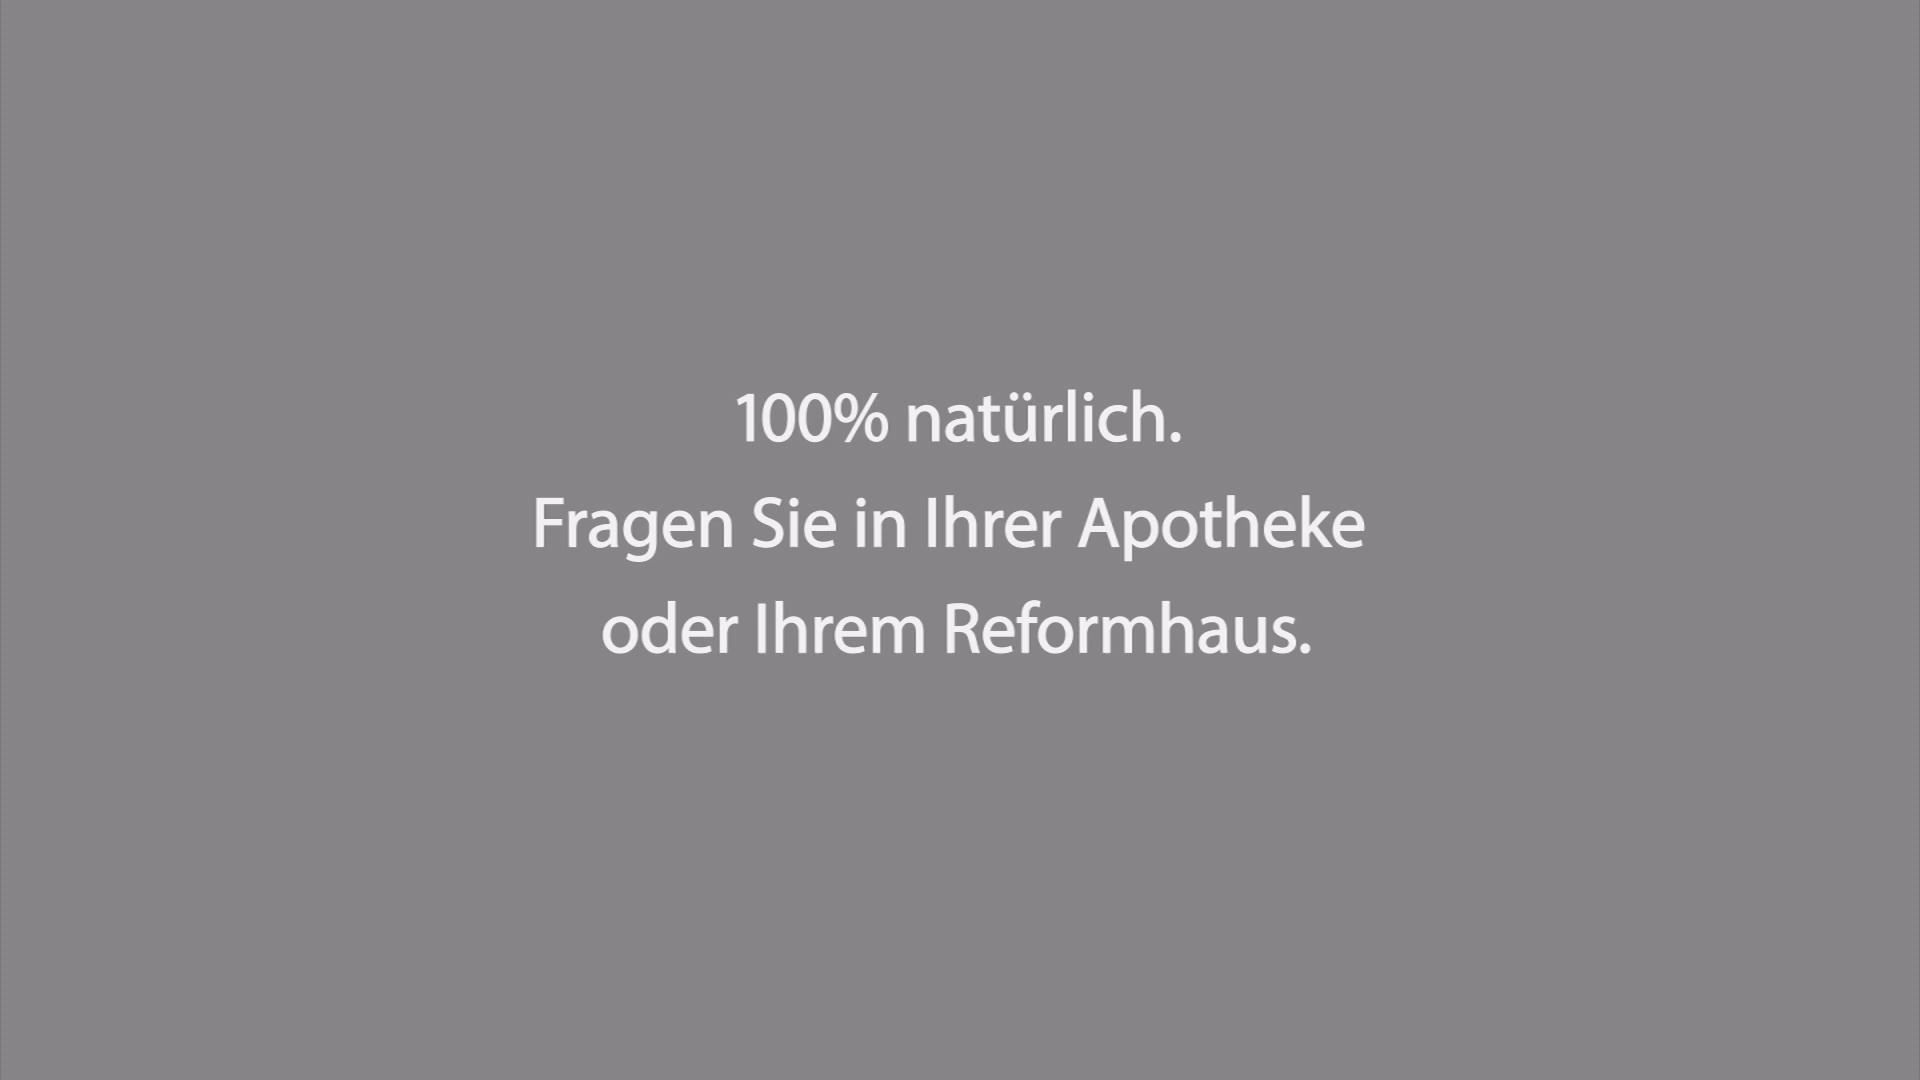 100% natürlich.
Fragen Sie in Ihrer Apotheke
oder Ihrem Reformhaus.